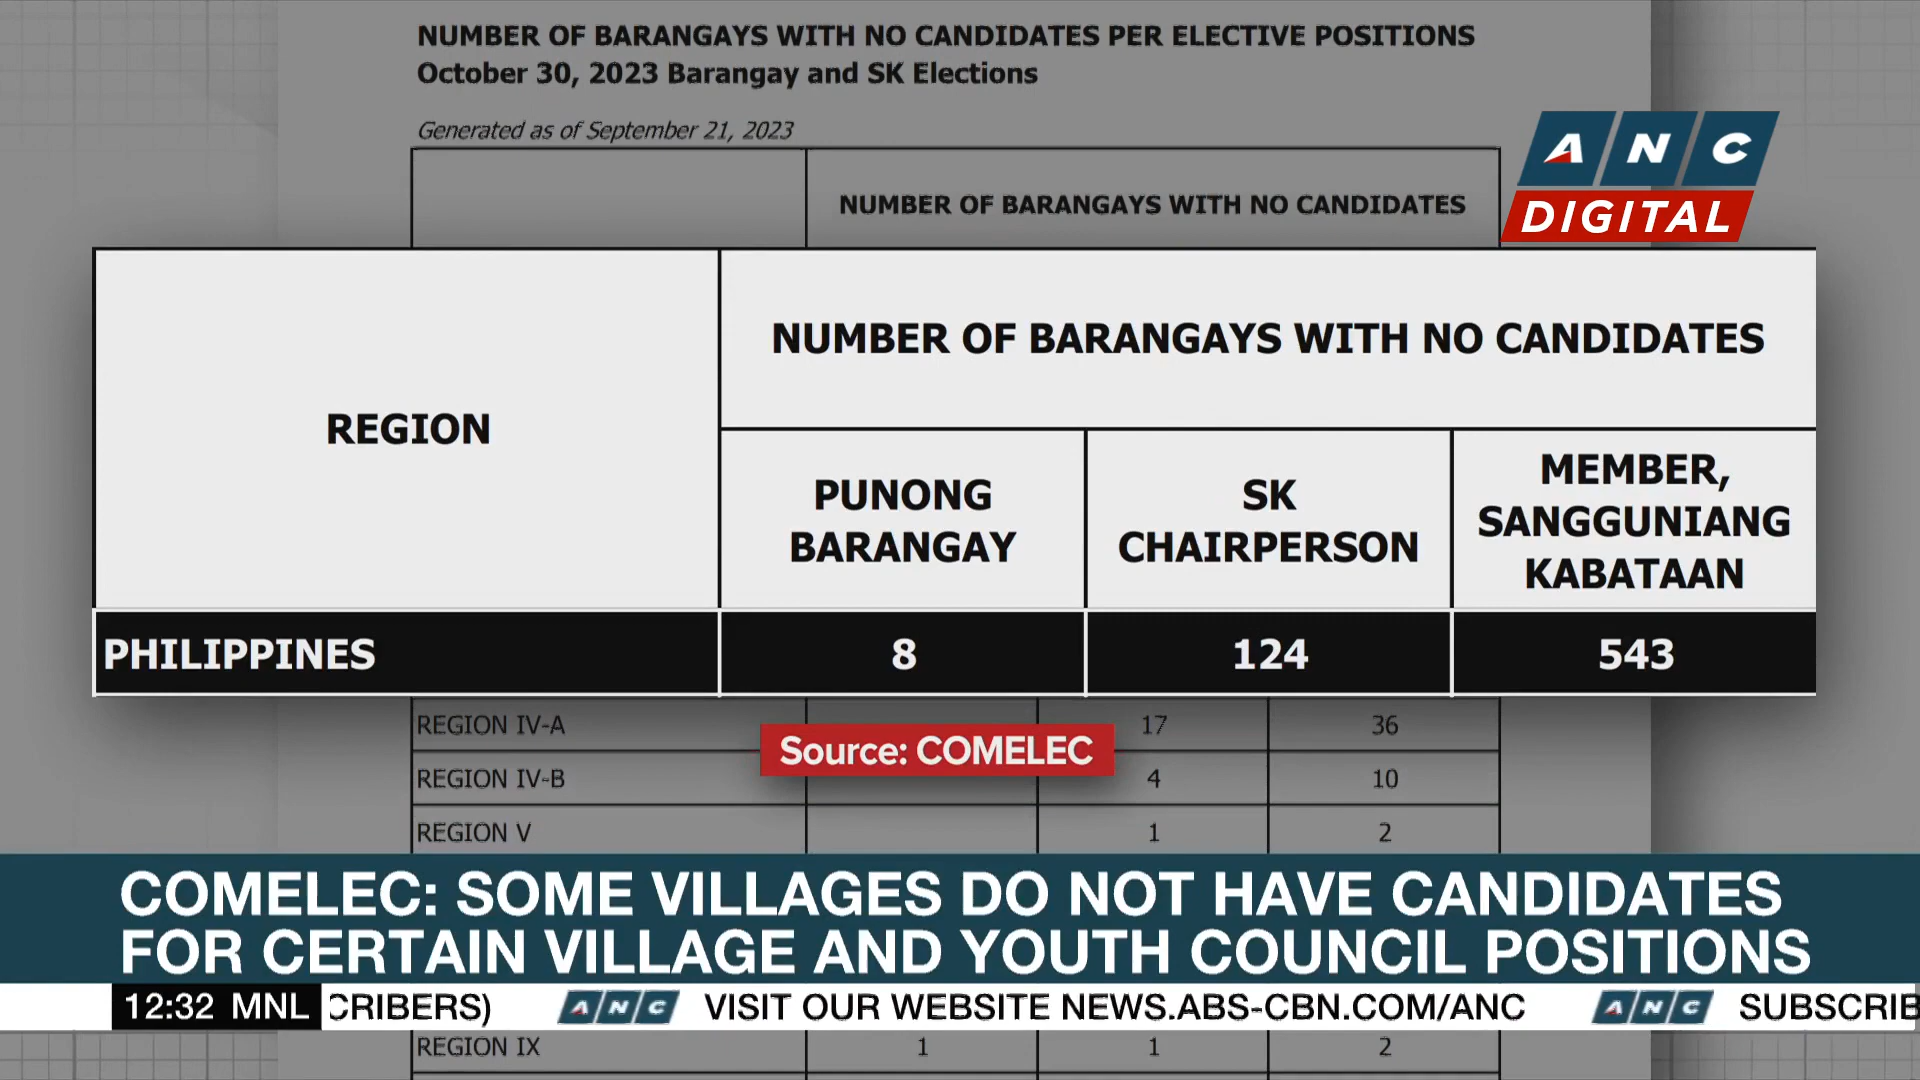 NUMBER OF BARANGAYS WITH NO CANDIDATES PER ELECTIVE POSITIONS
October 30, 2023 Barangay and SK Elections
Generated as of September 21, 2023
NUMBER OF BARANGAYS WITH NO CANDIDATES
ANC
DIGITAL
REGION
NUMBER OF BARANGAYS WITH NO CANDIDATES
PUNONG
BARANGAY
SK
CHAIRPERSON
MEMBER,
SANGGUNIANG
KABATAAN
PHILIPPINES 8 124 543
REGION IV-A 17 36
Source: COMELEC
REGION IV-B 4 10
REGION V 1 2
COMELEC: SOME VILLAGES DO NOT HAVE CANDIDATES
FOR CERTAIN VILLAGE AND YOUTH COUNCIL POSITIONS
12:32 MNL CRIBERS) ANC VISIT OUR WEBSITE NEWS.ABS-CBN.COM/ANC ANC SUBSCRIB
REGION IX 1 1 2